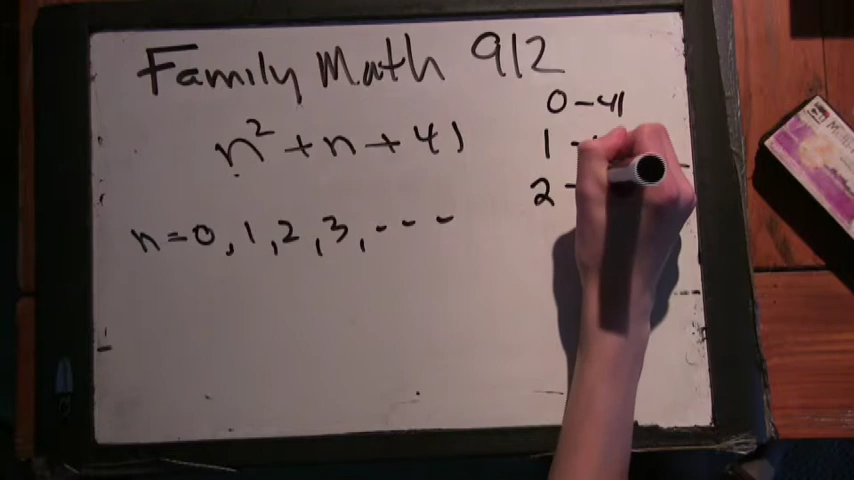 Family Math 912
n² + n + 41
n = 0, 1, 2, 3, - - -
0 - 41
1 -
2 -